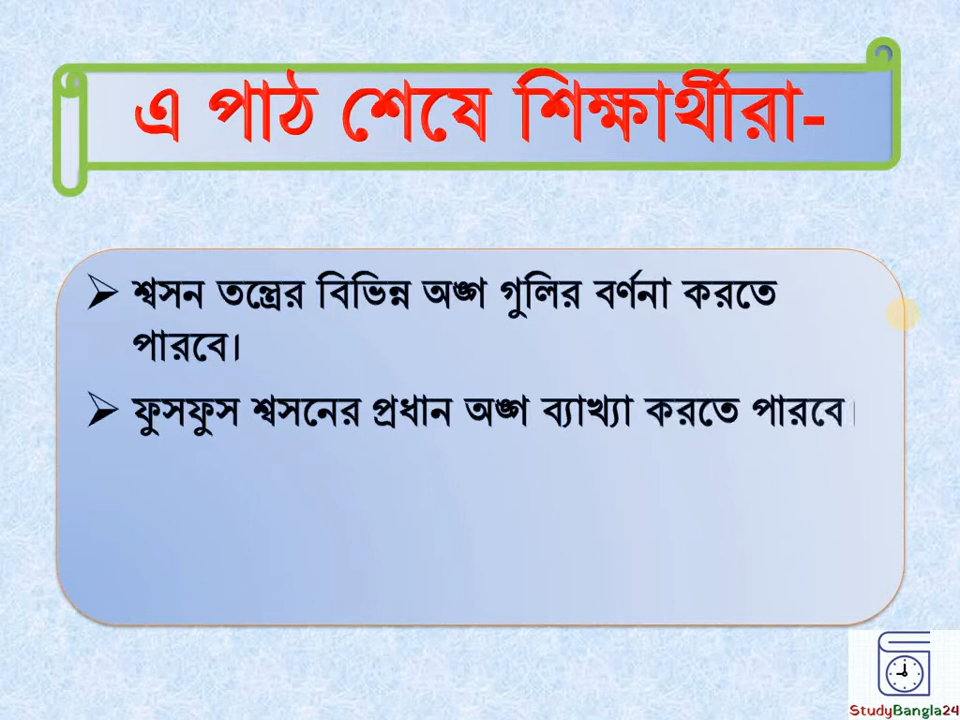 এ পাঠ শেষে শিক্ষার্থীরা-
➢ শ্বসন তন্ত্রের বিভিন্ন অঙ্গ গুলির বর্ণনা করতে
পারবে।
➢ ফুসফুস শ্বসনের প্রধান অঙ্গ ব্যাখ্যা করতে পারবে।
StudyBangla24